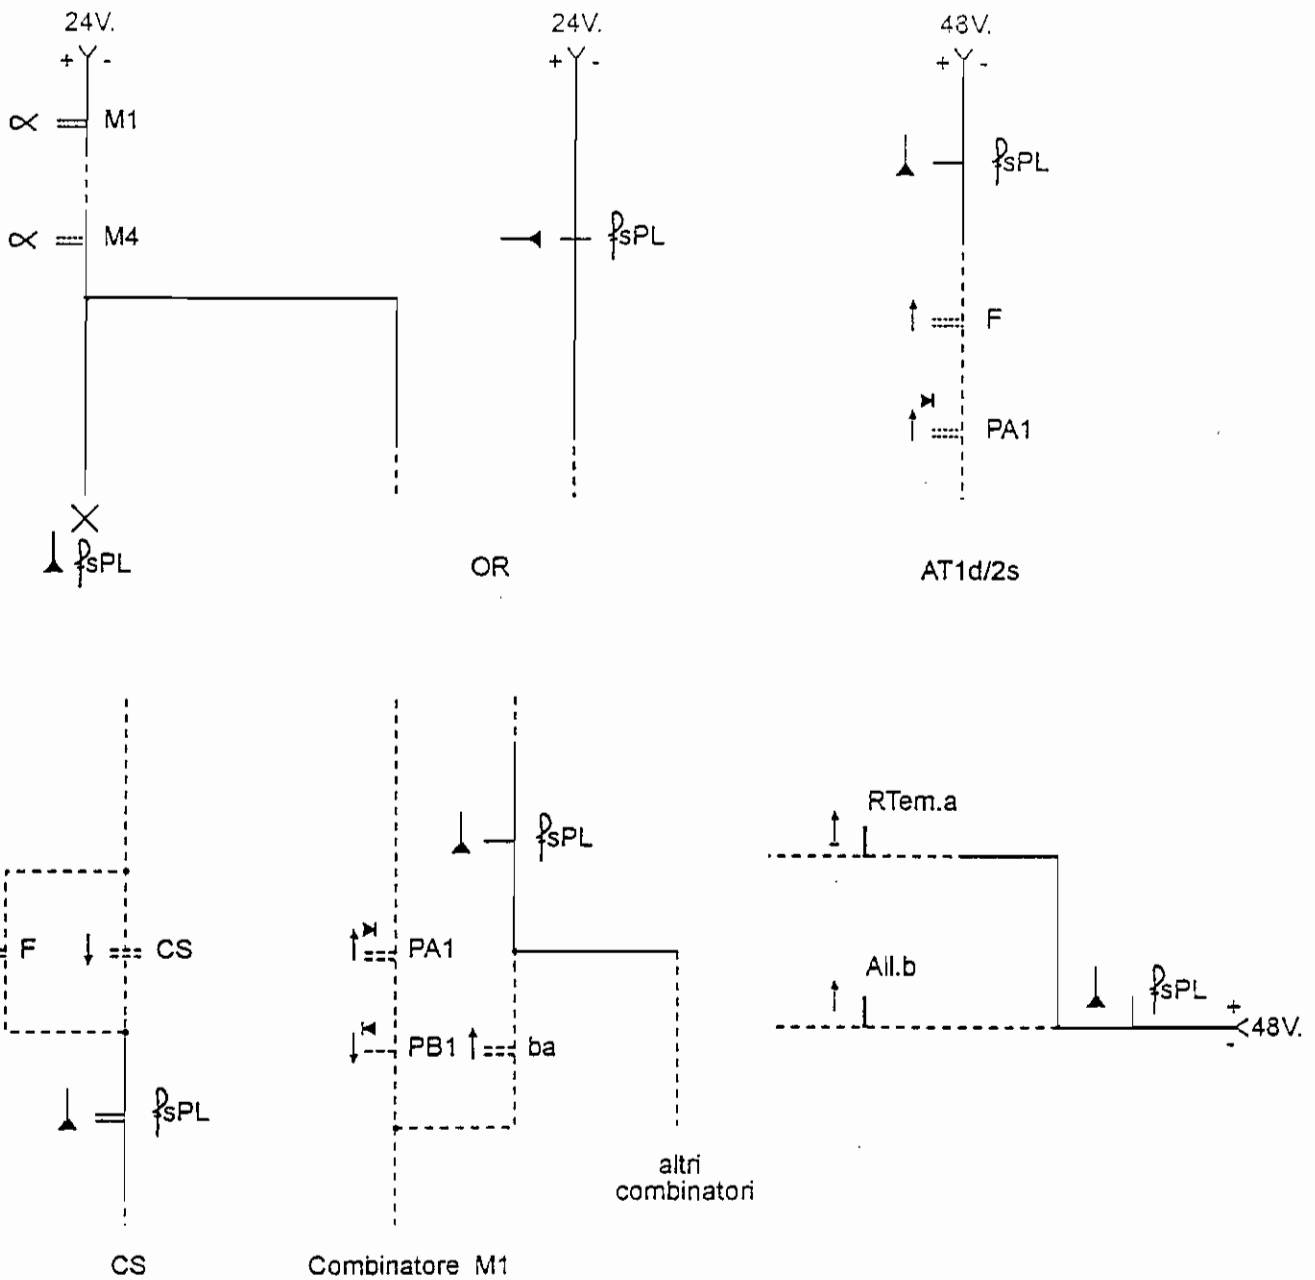 24V.
24V.
48V.
+ -
+ -
+ -
M1
M4
sPL
sPL
F
PA1
sPL
OR
AT1d/2s
sPL
RTem.a
F
CS
PA1
All.b
sPL
+
48V.
-
PB1
ba
sPL
altri
combinatori
CS
Combinatore M1